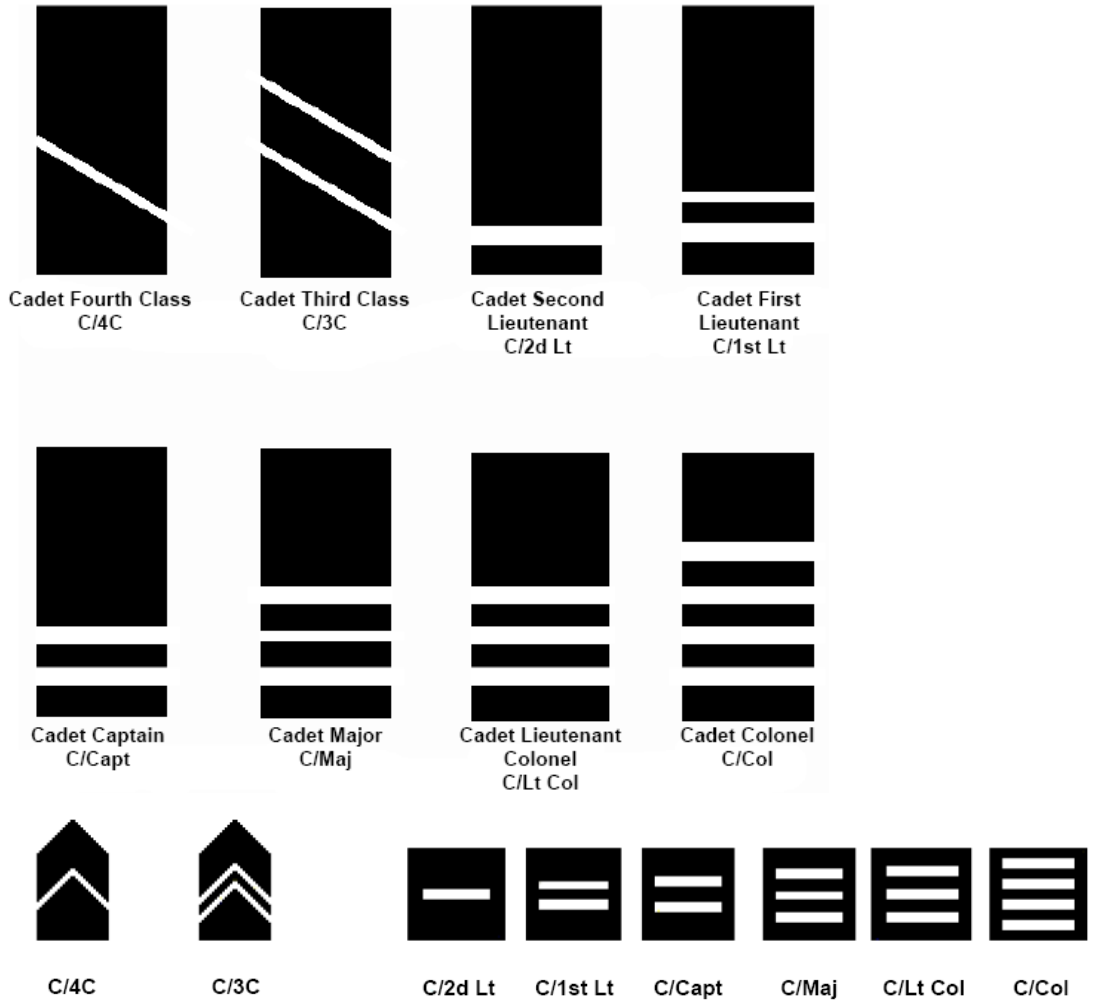 Cadet Fourth Class
C/4C
Cadet Third Class
C/3C
Cadet Second
Lieutenant
C/2d Lt
Cadet First
Lieutenant
C/1st Lt
Cadet Captain
C/Capt
Cadet Major
C/Maj
Cadet Lieutenant
Colonel
C/Lt Col
Cadet Colonel
C/Col
C/4C
C/3C
C/2d Lt
C/1st Lt
C/Capt
C/Maj
C/Lt Col
C/Col